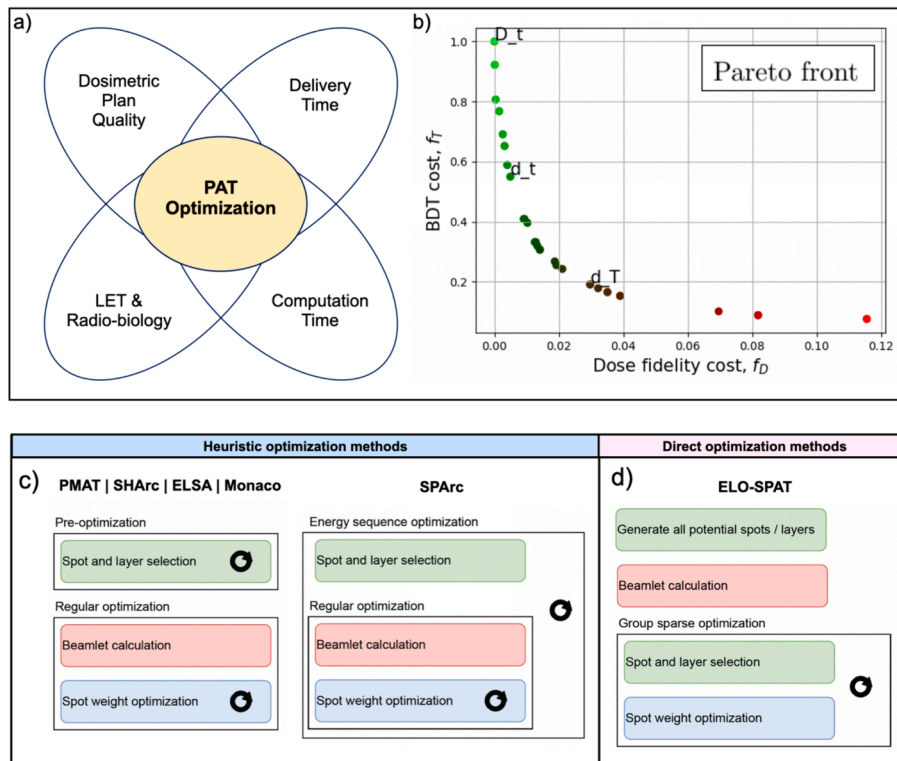 a)
Dosimetric
Plan
Quality
Delivery
Time
PAT
Optimization
LET &
Radio-biology
Computation
Time
b)
Pareto front
BDT cost, f_T
1.0
0.8
0.6
0.4
0.2
D_t
d_t
d_T
0.00
0.02
0.04
0.06
0.08
0.10
0.12
Dose fidelity cost, f_D
Heuristic optimization methods
Direct optimization methods
c)
PMAT | SHArc | ELSA | Monaco
Pre-optimization
Spot and layer selection
Regular optimization
Beamlet calculation
Spot weight optimization
SPArc
Energy sequence optimization
Spot and layer selection
Regular optimization
Beamlet calculation
Spot weight optimization
d)
ELO-SPAT
Generate all potential spots / layers
Beamlet calculation
Group sparse optimization
Spot and layer selection
Spot weight optimization